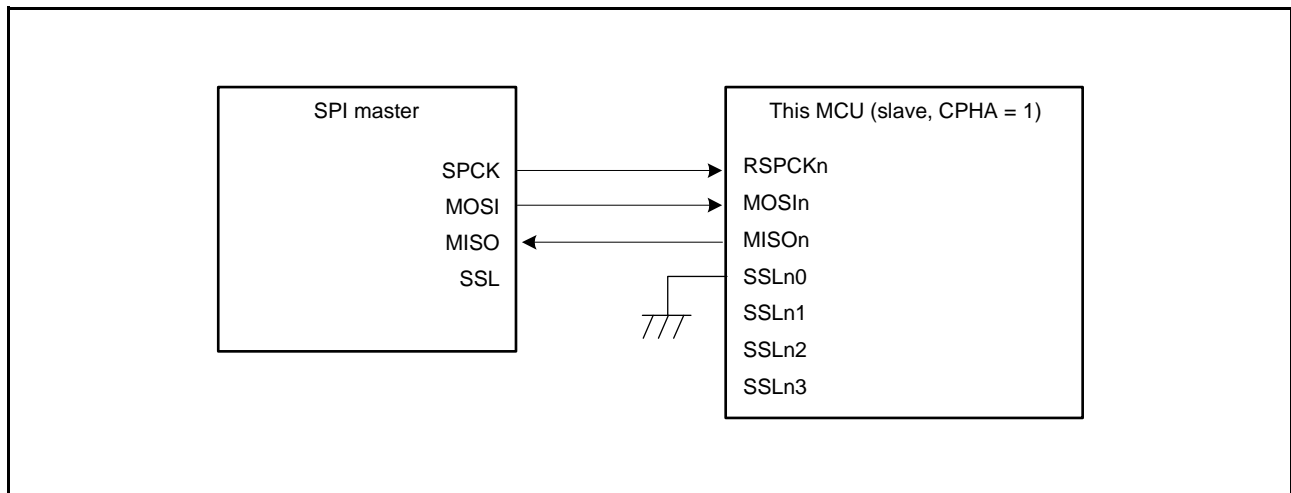 SPI master
SPCK
MOSI
MISO
SSL
This MCU (slave, CPHA = 1)
RSPCKn
MOSIn
MISOn
SSLn0
SSLn1
SSLn2
SSLn3